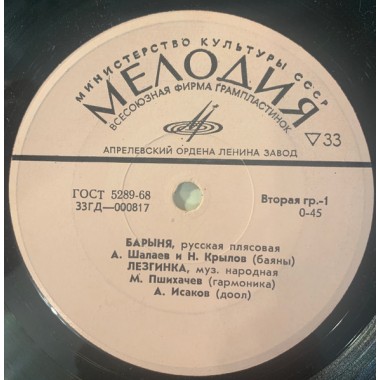 МИНИСТЕРСТВО КУЛЬТУРЫ СССР
МЕЛОДИЯ
ВСЕСОЮЗНАЯ ФИРМА ГРАМПЛАСТИНОК
▽33
АПРЕЛЕВСКИЙ ОРДЕНА ЛЕНИНА ЗАВОД
ГОСТ 5289-68
33ГД—000817
Вторая гр.-1
0-45
БАРЫНЯ, русская плясовая
А. Шалаев и Н. Крылов (баяны)
ЛЕЗГИНКА, муз. народная
М. Пшихачев (гармоника)
А. Исаков (доол)